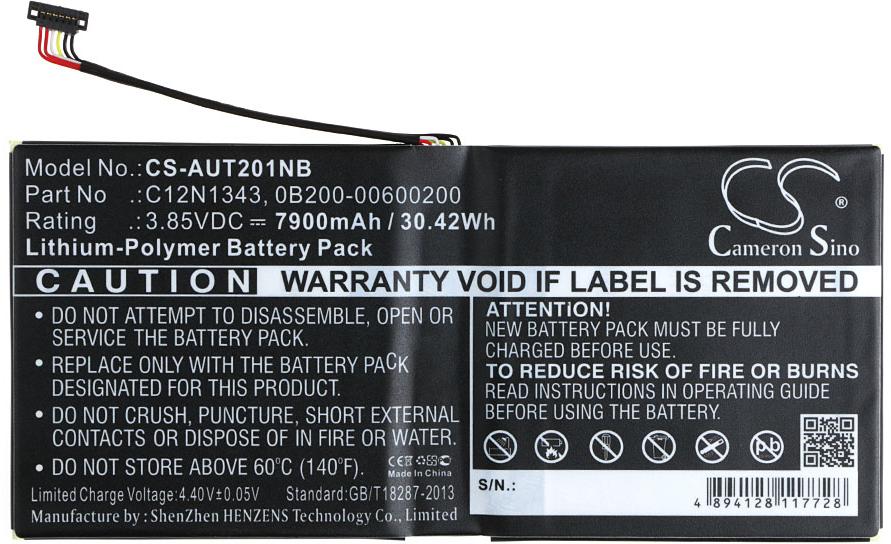 Model No.: CS-AUT201NB
Part No .: C12N1343, 0B200-00600200
Rating .: 3.85VDC ⎓ 7900mAh / 30.42Wh
Lithium-Polymer Battery Pack
Cameron Sino ®
CAUTION WARRANTY VOID IF LABEL IS REMOVED
• DO NOT ATTEMPT TO DISASSEMBLE, OPEN OR
SERVICE THE BATTERY PACK.
• REPLACE ONLY WITH THE BATTERY PACK
DESIGNATED FOR THIS PRODUCT.
• DO NOT CRUSH, PUNCTURE, SHORT EXTERNAL
CONTACTS OR DISPOSE OF IN FIRE OR WATER.
• DO NOT STORE ABOVE 60°C (140°F).
CE
Made In China
Limited Charge Voltage: 4.40V±0.05V Standard: GB/T18287-2013
Manufacture by: ShenZhen HENZENS Technology Co., Limited
ATTENTiON!
NEW BATTERY PACK MUST BE FULLY
CHARGED BEFORE USE.
TO REDUCE RISK OF FIRE OR BURNS
READ INSTRUCTIONS IN OPERATING GUIDE
BEFORE USING THE BATTERY.
Pb
S/N.:
4 894128 117728